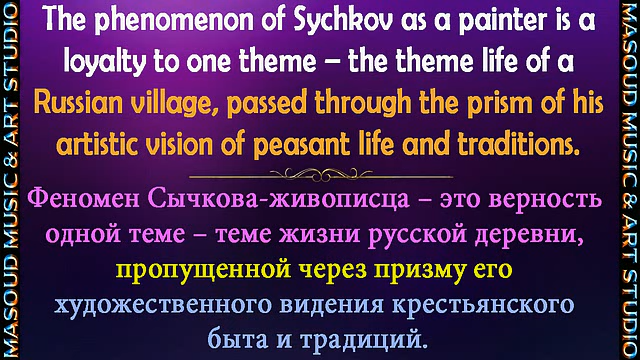 The phenomenon of Sychkov as a painter is a
loyalty to one theme – the theme life of a
Russian village, passed through the prism of his
artistic vision of peasant life and traditions.
Феномен Сычкова-живописца – это верность
одной теме – теме жизни русской деревни,
пропущенной через призму его
художественного видения крестьянского
быта и традиций.
MASOUD MUSIC & ART STUDIO
MASOUD MUSIC & ART STUDIO